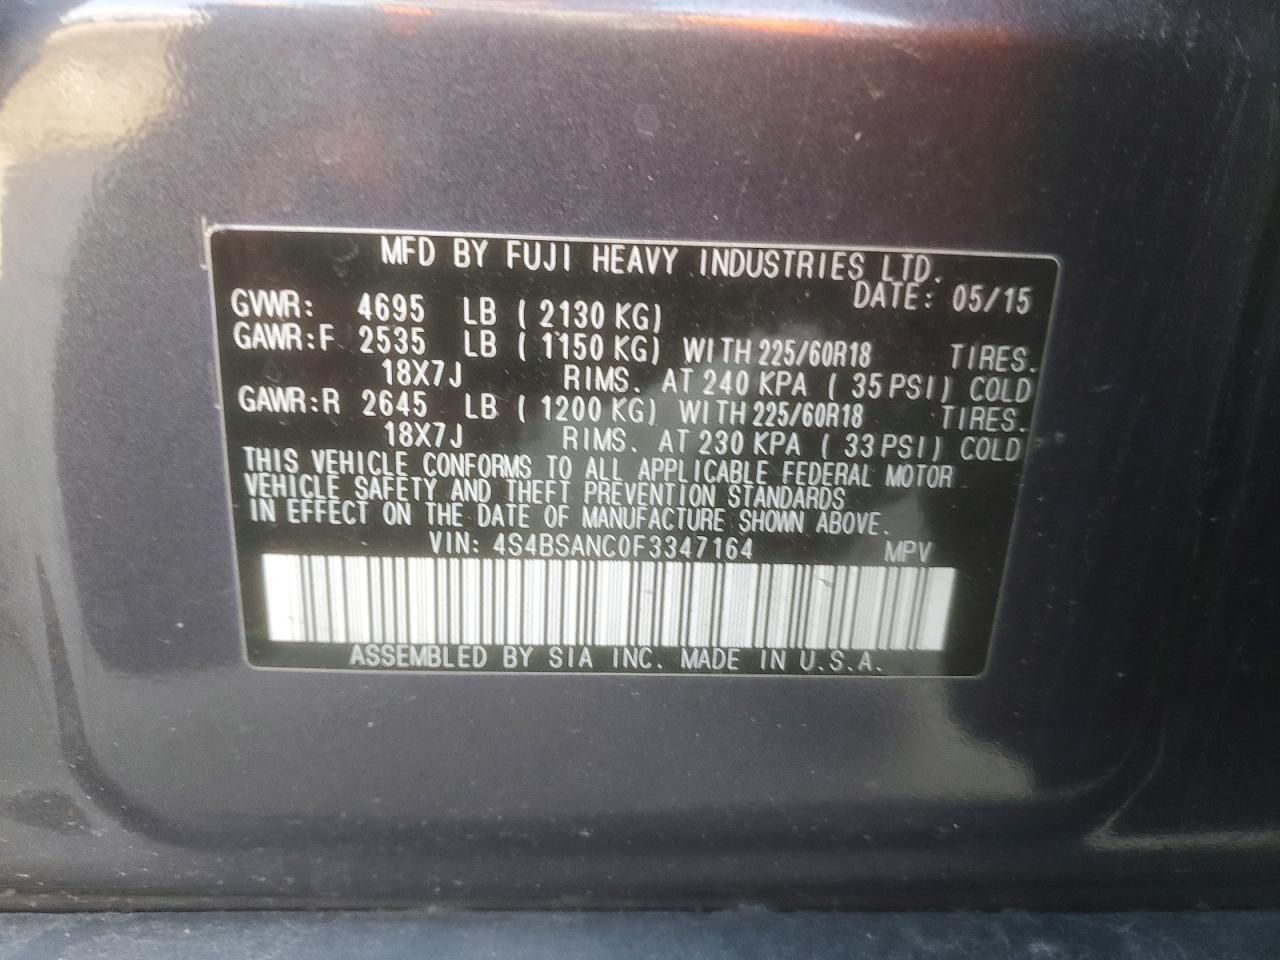 MFD BY FUJI HEAVY INDUSTRIES LTD.
DATE: 05/15
GVWR: 4695 LB ( 2130 KG)
GAWR:F 2535 LB ( 1150 KG) WITH 225/60R18 TIRES.
18X7J RIMS. AT 240 KPA ( 35 PSI) COLD
GAWR:R 2645 LB ( 1200 KG) WITH 225/60R18 TIRES.
18X7J RIMS. AT 230 KPA ( 33 PSI) COLD
THIS VEHICLE CONFORMS TO ALL APPLICABLE FEDERAL MOTOR
VEHICLE SAFETY AND THEFT PREVENTION STANDARDS
IN EFFECT ON THE DATE OF MANUFACTURE SHOWN ABOVE.
VIN: 4S4BSANC0F3347164 MPV
ASSEMBLED BY SIA INC. MADE IN U.S.A.